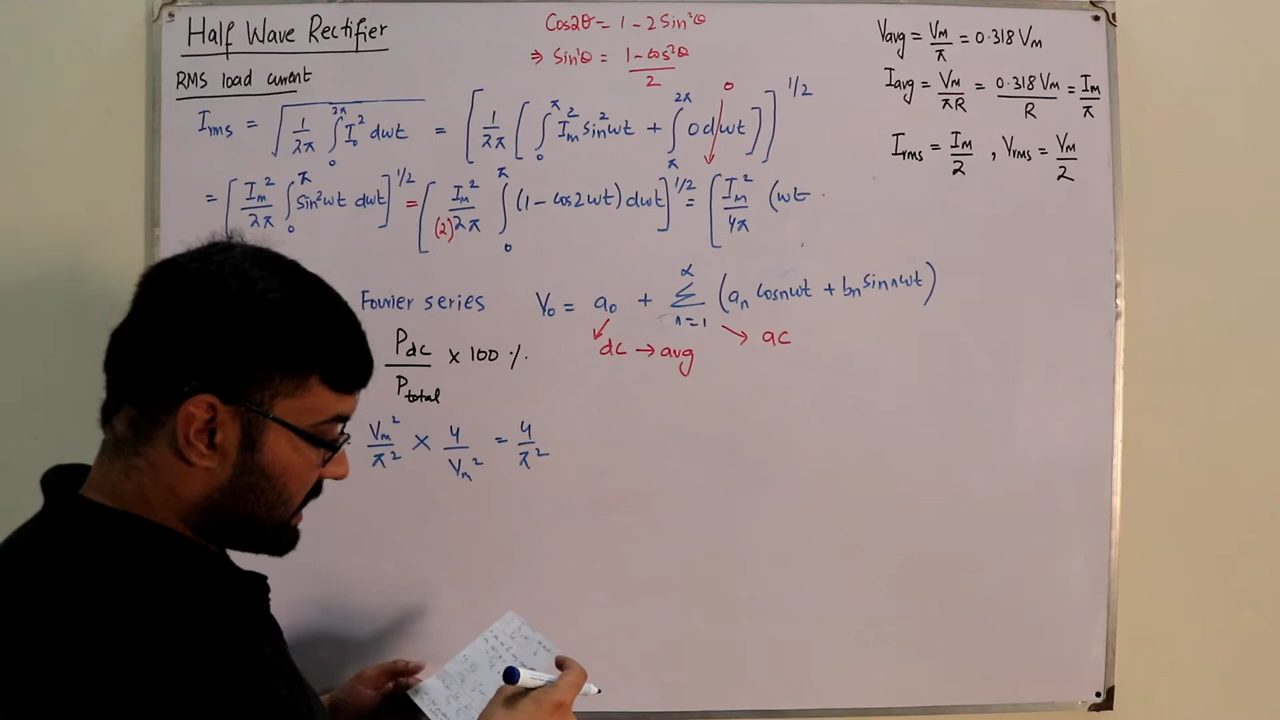 Half Wave Rectifier
Cos2θ = 1 - 2Sin²θ
⇒ Sin²θ = (1 - cos²θ)/2
Vavg = VM/π = 0.318 VM
Iavg = VM/πR = 0.318 VM/R = IM/π
Irms = IM/2 , Vrms = VM/2
RMS load current
Irms = √(1/2π ∫₀^2π I₀² dwt) = [1/2π [∫₀^π Im² sin²wt + ∫π^2π 0 dwt]]^1/2 0
= [Im²/2π ∫₀^π Sin²wt dwt]^1/2 = [Im²/(2)2π ∫₀^π (1 - cos2wt) dwt]^1/2 = [Im²/4π (wt
Fourier series V₀ = a₀ + Σ n=1 ∝ (an cosnwt + bn sinnwt)
dc → avg ac
Pdc/Ptotal × 100 %
= Vm²/π² × 4/Vm² = 4/π²